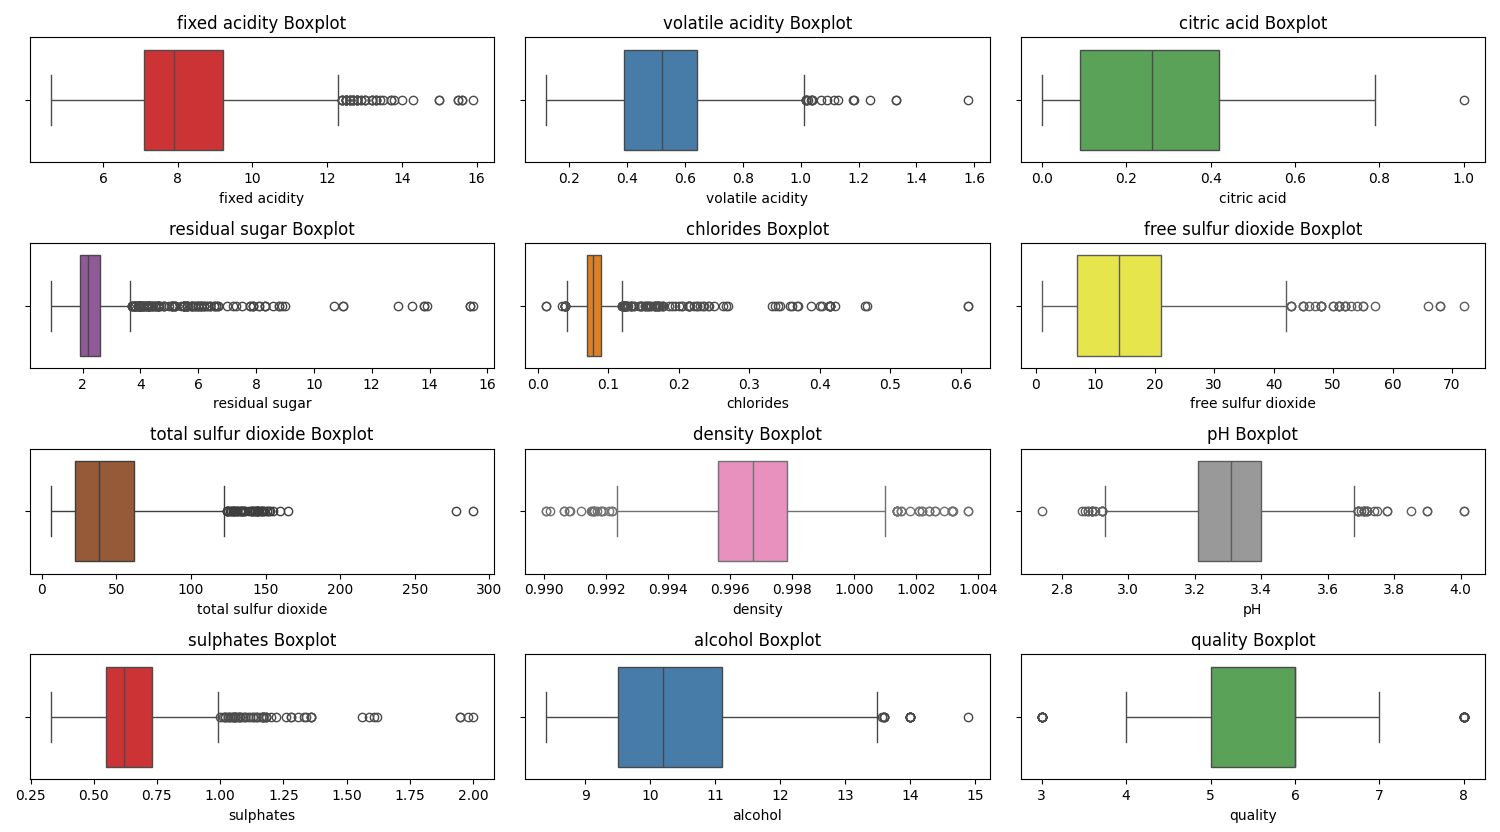 fixed acidity Boxplot volatile acidity Boxplot citric acid Boxplot
6 8 10 12 14 16 0.2 0.4 0.6 0.8 1.0 1.2 1.4 1.6 0.0 0.2 0.4 0.6 0.8 1.0
fixed acidity volatile acidity citric acid
residual sugar Boxplot chlorides Boxplot free sulfur dioxide Boxplot
2 4 6 8 10 12 14 16 0.0 0.1 0.2 0.3 0.4 0.5 0.6 0 10 20 30 40 50 60 70
residual sugar chlorides free sulfur dioxide
total sulfur dioxide Boxplot density Boxplot pH Boxplot
0 50 100 150 200 250 300 0.990 0.992 0.994 0.996 0.998 1.000 1.002 1.004 2.8 3.0 3.2 3.4 3.6 3.8 4.0
total sulfur dioxide density pH
sulphates Boxplot alcohol Boxplot quality Boxplot
0.25 0.50 0.75 1.00 1.25 1.50 1.75 2.00 9 10 11 12 13 14 15 3 4 5 6 7 8
sulphates alcohol quality